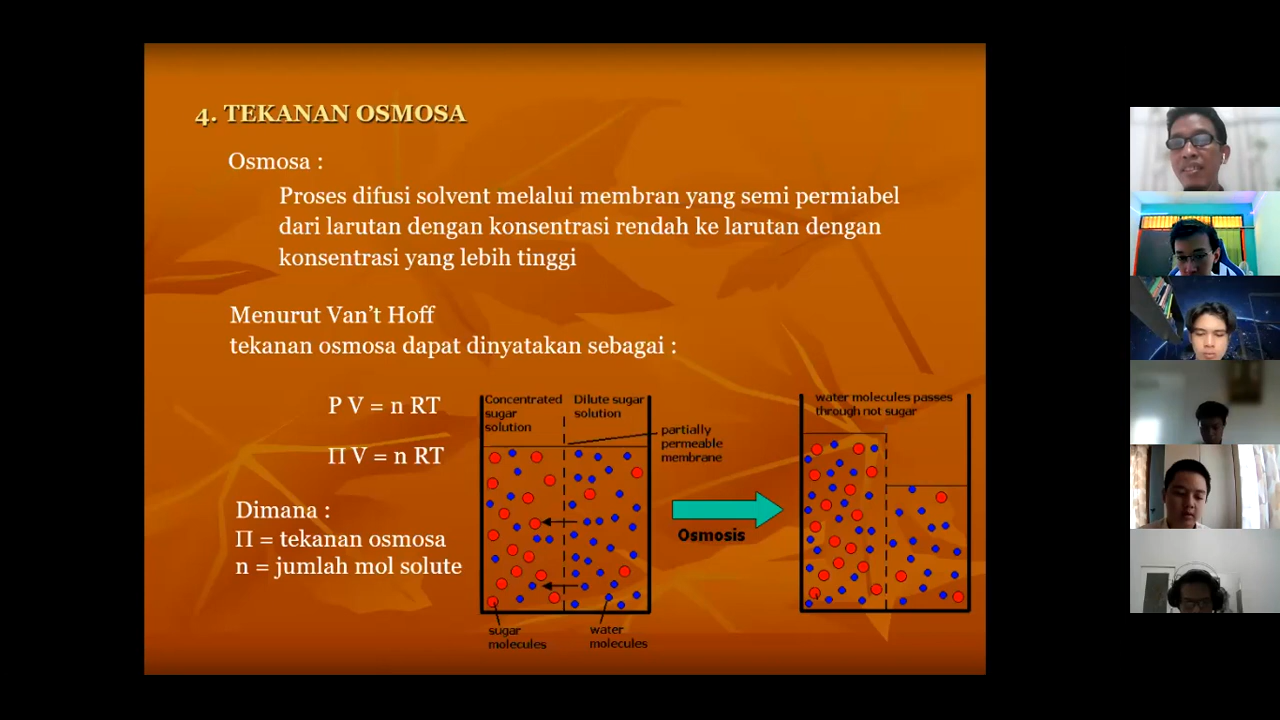 4. TEKANAN OSMOSA
Osmosa :
Proses difusi solvent melalui membran yang semi permiabel
dari larutan dengan konsentrasi rendah ke larutan dengan
konsentrasi yang lebih tinggi
Menurut Van’t Hoff
tekanan osmosa dapat dinyatakan sebagai :
P V = n RT
Π V = n RT
Dimana :
Π = tekanan osmosa
n = jumlah mol solute
Concentrated
sugar
solution
Dilute sugar
solution
partially
permeable
membrane
sugar
molecules
water
molecules
Osmosis
water molecules passes
through not sugar